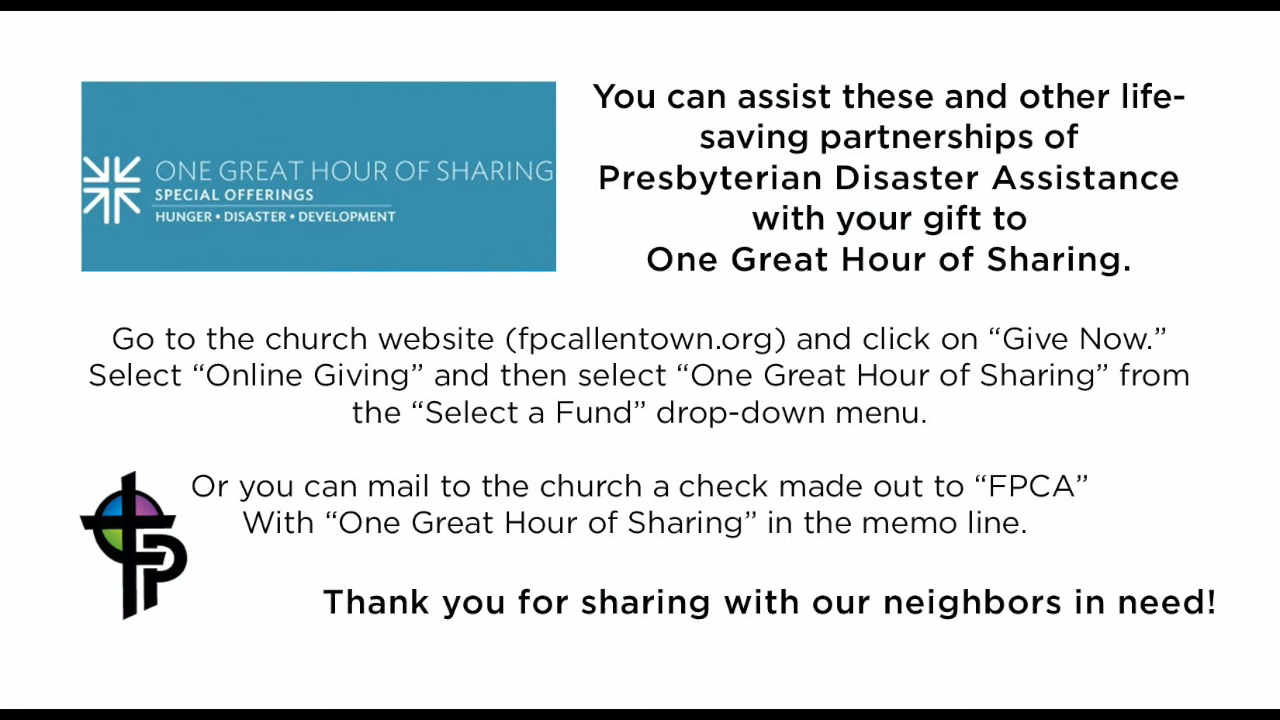 ONE GREAT HOUR OF SHARING
SPECIAL OFFERINGS
HUNGER • DISASTER • DEVELOPMENT
You can assist these and other life-
saving partnerships of
Presbyterian Disaster Assistance
with your gift to
One Great Hour of Sharing.
Go to the church website (fpcallentown.org) and click on “Give Now.”
Select “Online Giving” and then select “One Great Hour of Sharing” from
the “Select a Fund” drop-down menu.
Or you can mail to the church a check made out to “FPCA”
With “One Great Hour of Sharing” in the memo line.
FP
Thank you for sharing with our neighbors in need!